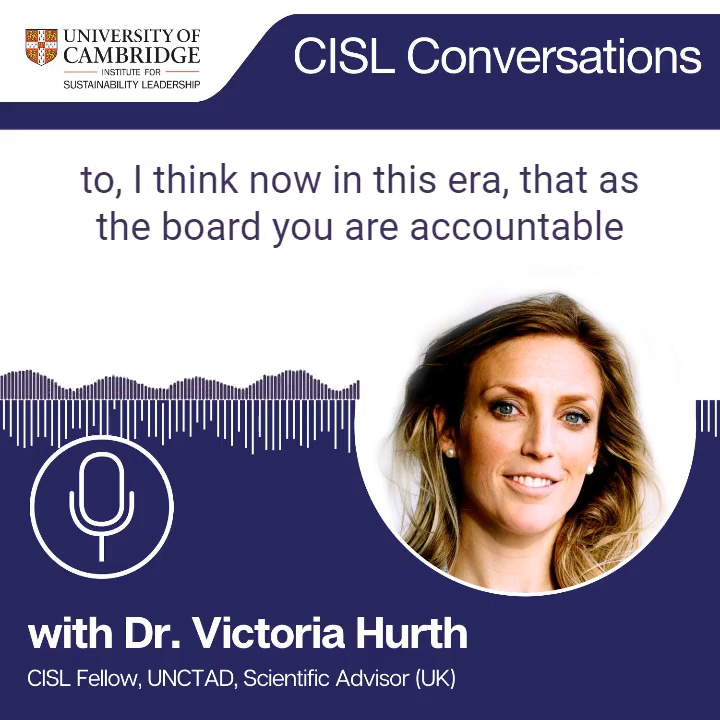 UNIVERSITY OF
CAMBRIDGE
INSTITUTE FOR
SUSTAINABILITY LEADERSHIP
CISL Conversations
to, I think now in this era, that as
the board you are accountable
with Dr. Victoria Hurth
CISL Fellow, UNCTAD, Scientific Advisor (UK)